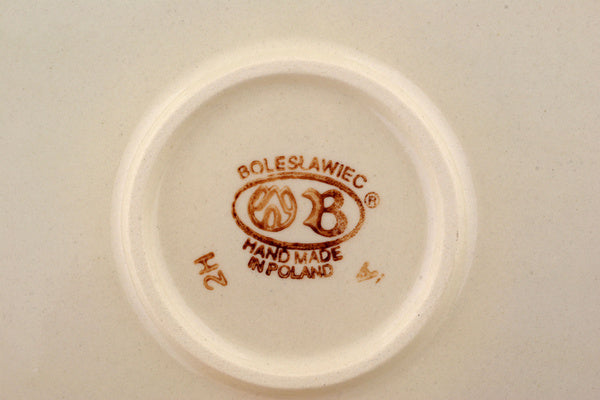 BOLESŁAWIEC
B ®
HAND MADE
IN POLAND